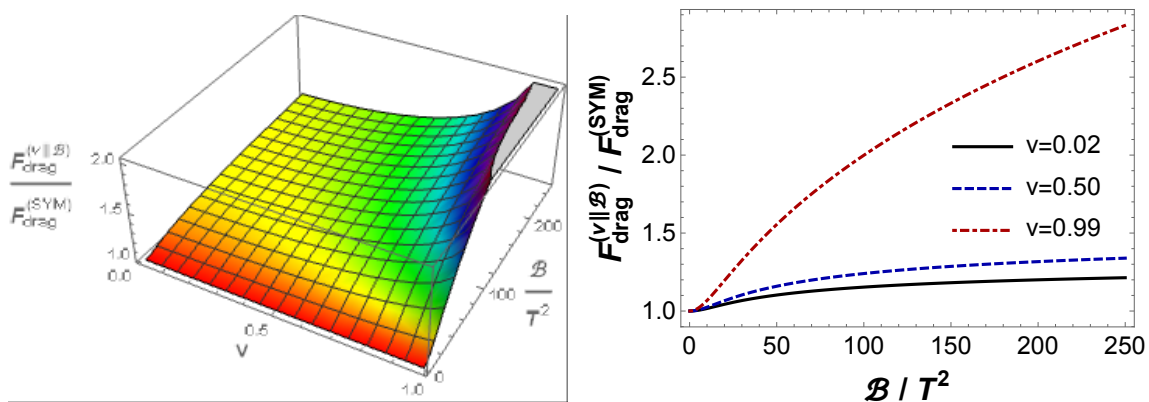 F_drag^(v∥ℬ)
F_drag^(SYM)
2.0
1.5
1.0
0.0
0.5
v
1.0
0
100
200
ℬ
T^2
F_drag^(v∥ℬ) / F_drag^(SYM)
2.5
2.0
1.5
1.0
v=0.02
v=0.50
v=0.99
0 50 100 150 200 250
ℬ / T^2